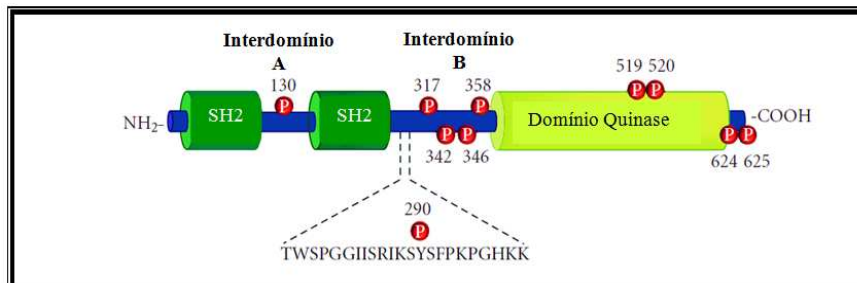 Interdomínio
A
Interdomínio
B
130
317
358
519 520
P
P
P
P P
NH₂-
SH2
SH2
Domínio Quinase
-COOH
P P
P P
342
346
624 625
290
P
TWSPGGIISRIKSYSFPKPGHKK